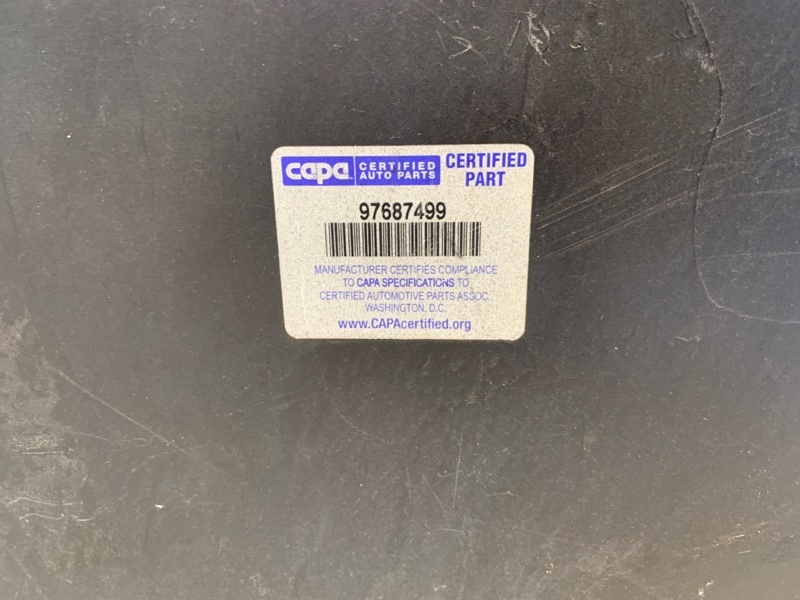 capa CERTIFIED AUTO PARTS
CERTIFIED PART
97687499
MANUFACTURER CERTIFIES COMPLIANCE
TO CAPA SPECIFICATIONS TO
CERTIFIED AUTOMOTIVE PARTS ASSOC.,
WASHINGTON, D.C.
www.CAPAcertified.org